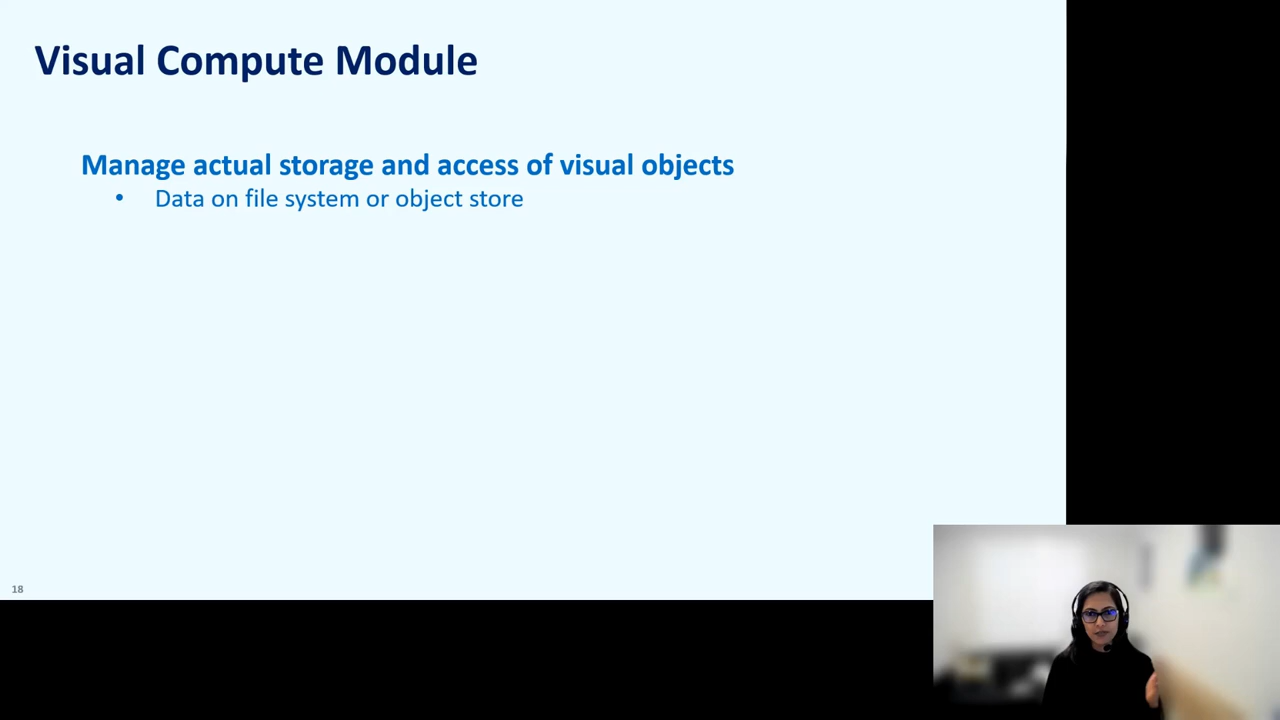 Visual Compute Module
Manage actual storage and access of visual objects
• Data on file system or object store
18